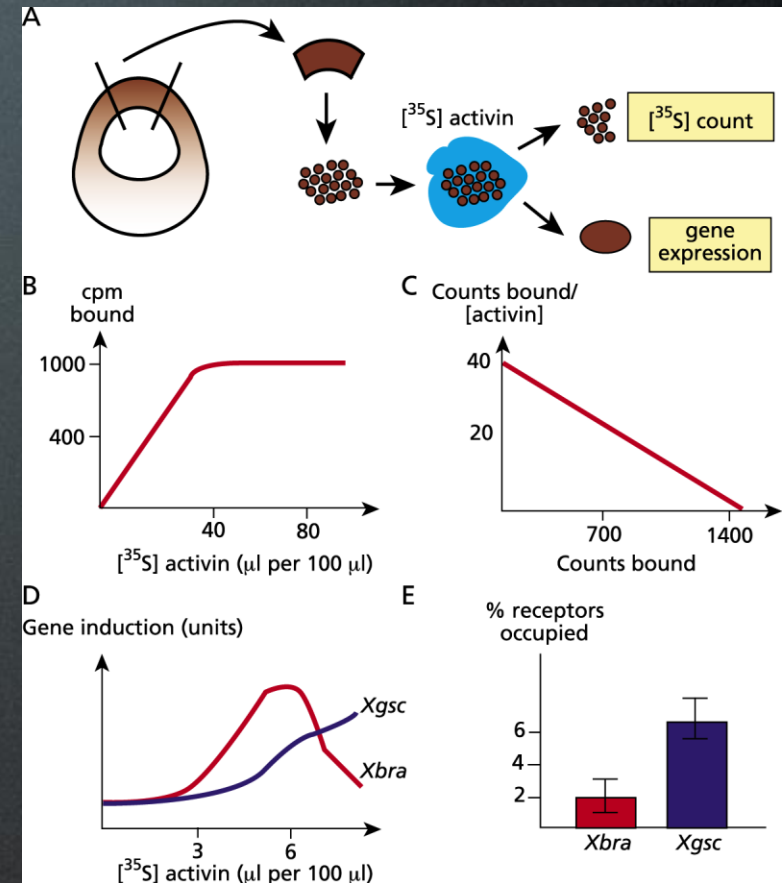 A
[³⁵S] activin
[³⁵S] count
gene
expression
B
cpm
bound
1000
400
40
80
[³⁵S] activin (μl per 100 μl)
C
Counts bound/
[activin]
40
20
700
1400
Counts bound
D
Gene induction (units)
Xgsc
Xbra
3
6
[³⁵S] activin (μl per 100 μl)
E
% receptors
occupied
6
4
2
Xbra
Xgsc